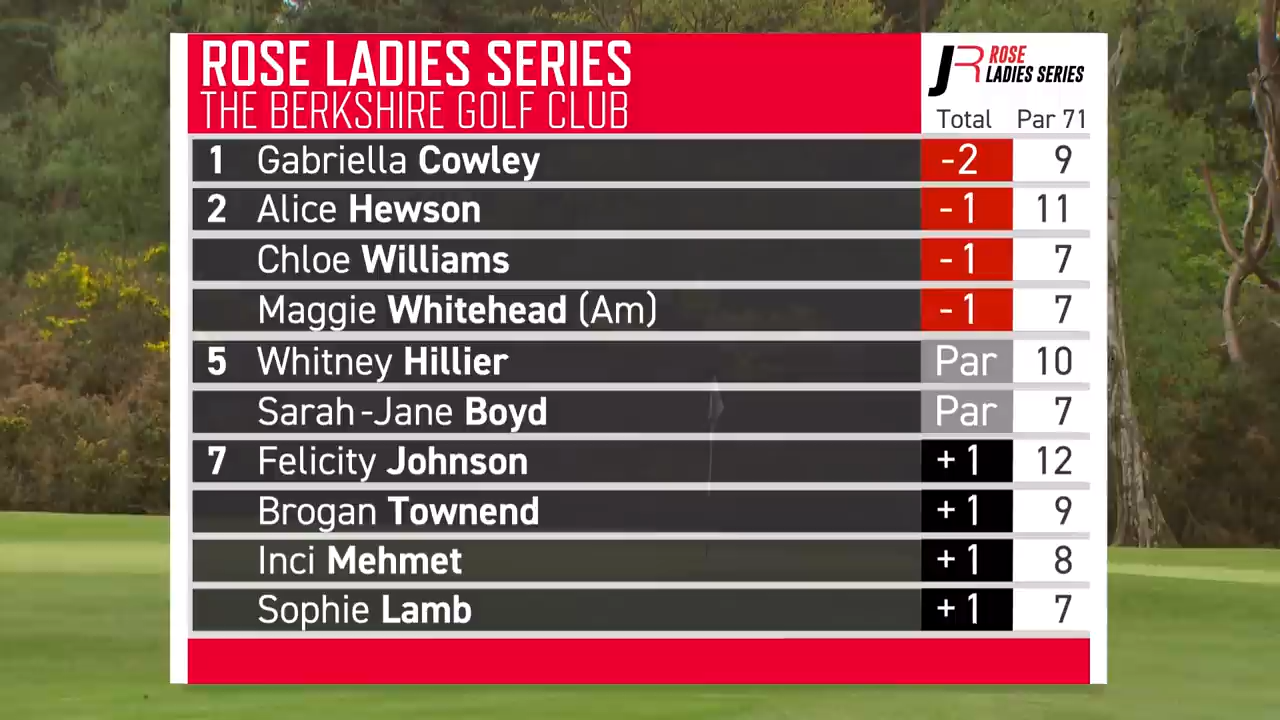 ROSE LADIES SERIES
THE BERKSHIRE GOLF CLUB
JR ROSE
LADIES SERIES
Total Par 71
1 Gabriella Cowley -2 9
2 Alice Hewson -1 11
Chloe Williams -1 7
Maggie Whitehead (Am) -1 7
5 Whitney Hillier Par 10
Sarah-Jane Boyd Par 7
7 Felicity Johnson +1 12
Brogan Townend +1 9
Inci Mehmet +1 8
Sophie Lamb +1 7